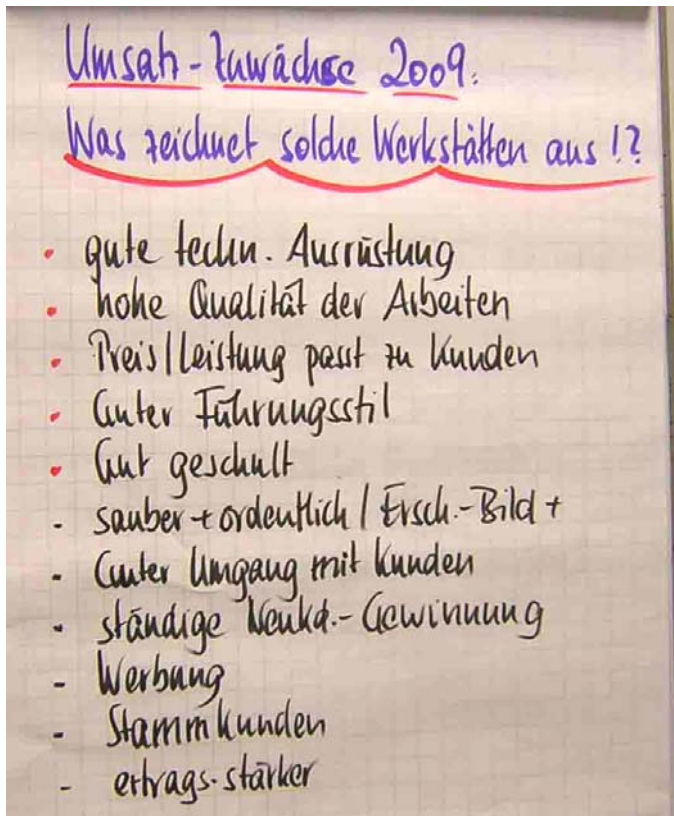 Umsatz-Zuwächse 2009:
Was zeichnet solche Werkstätten aus!?
• gute techn. Ausrüstung
• hohe Qualität der Arbeiten
• Preis/Leistung passt zu Kunden
• Guter Führungsstil
• Gut geschult
- sauber + ordentlich / Ersch.-Bild +
- Guter Umgang mit Kunden
- ständige Neukd.-Gewinnung
- Werbung
- Stammkunden
- ertrags-stärker